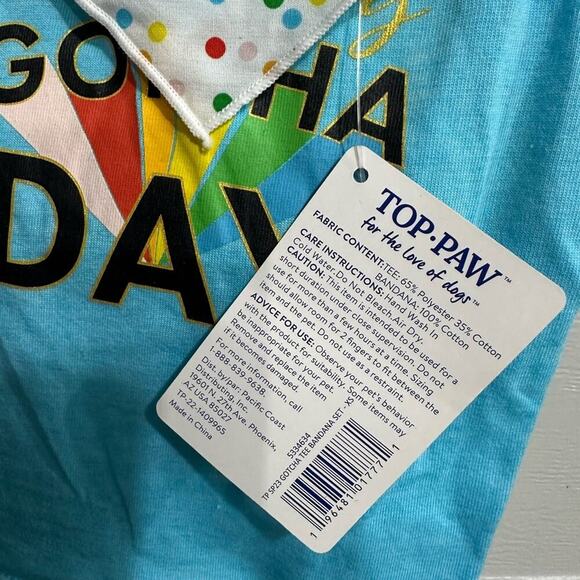 GOTCHA
DAY
TOP·PAW™
for the love of dogs™
FABRIC CONTENT:TEE: 65% Polyester 35% Cotton
BANDANA: 100% Cotton
CARE INSTRUCTIONS: Hand Wash In
Cold Water. Do Not Bleach-Air Dry.
CAUTION: This item is intended to be used for a
short duration under close supervision. Do not
use for more than a few hours at a time. Sizing
should allow room for 2 fingers to fit between the
item and the pet. Do not use as a restraint.
ADVICE FOR USE: Observe your pet's behavior
with the product for suitability. Some items may
be inappropriate for your pet.
Remove and replace the item
if it becomes damaged.
For more information, call
1-888-839-9638.
Dist. by:pan, Pacific Coast
Distributing, Inc.
19601 N. 27th Ave. Phoenix,
AZ USA 85027
TP-22-1409965
Made in China
5334634
TP SP23 GOTCHA TEE BANDANA SET - XS
1 96481 01777 1